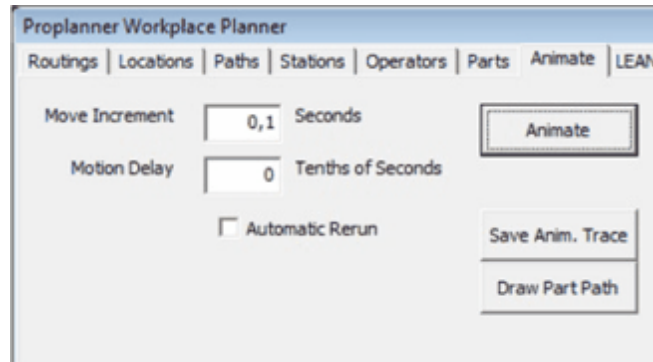 Proplanner Workplace Planner
Routings Locations Paths Stations Operators Parts Animate LEAN
Move Increment 0,1 Seconds Animate
Motion Delay 0 Tenths of Seconds
Automatic Rerun
Save Anim. Trace
Draw Part Path